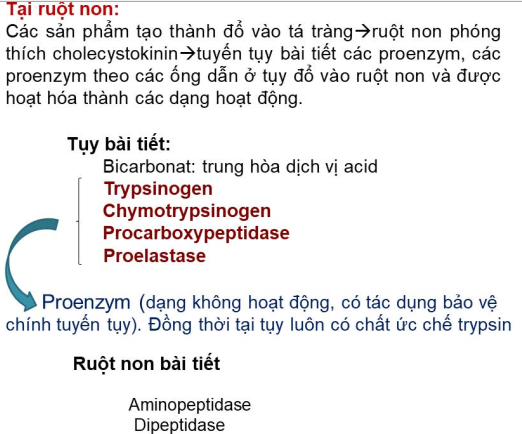 Tại ruột non:
Các sản phẩm tạo thành đổ vào tá tràng→ruột non phóng
thích cholecystokinin→tuyến tụy bài tiết các proenzym, các
proenzym theo các ống dẫn ở tụy đổ vào ruột non và được
hoạt hóa thành các dạng hoạt động.
Tụy bài tiết:
Bicarbonat: trung hòa dịch vị acid
Trypsinogen
Chymotrypsinogen
Procarboxypeptidase
Proelastase
Proenzym (dạng không hoạt động, có tác dụng bảo vệ
chính tuyến tụy). Đồng thời tại tụy luôn có chất ức chế trypsin
Ruột non bài tiết
Aminopeptidase
Dipeptidase